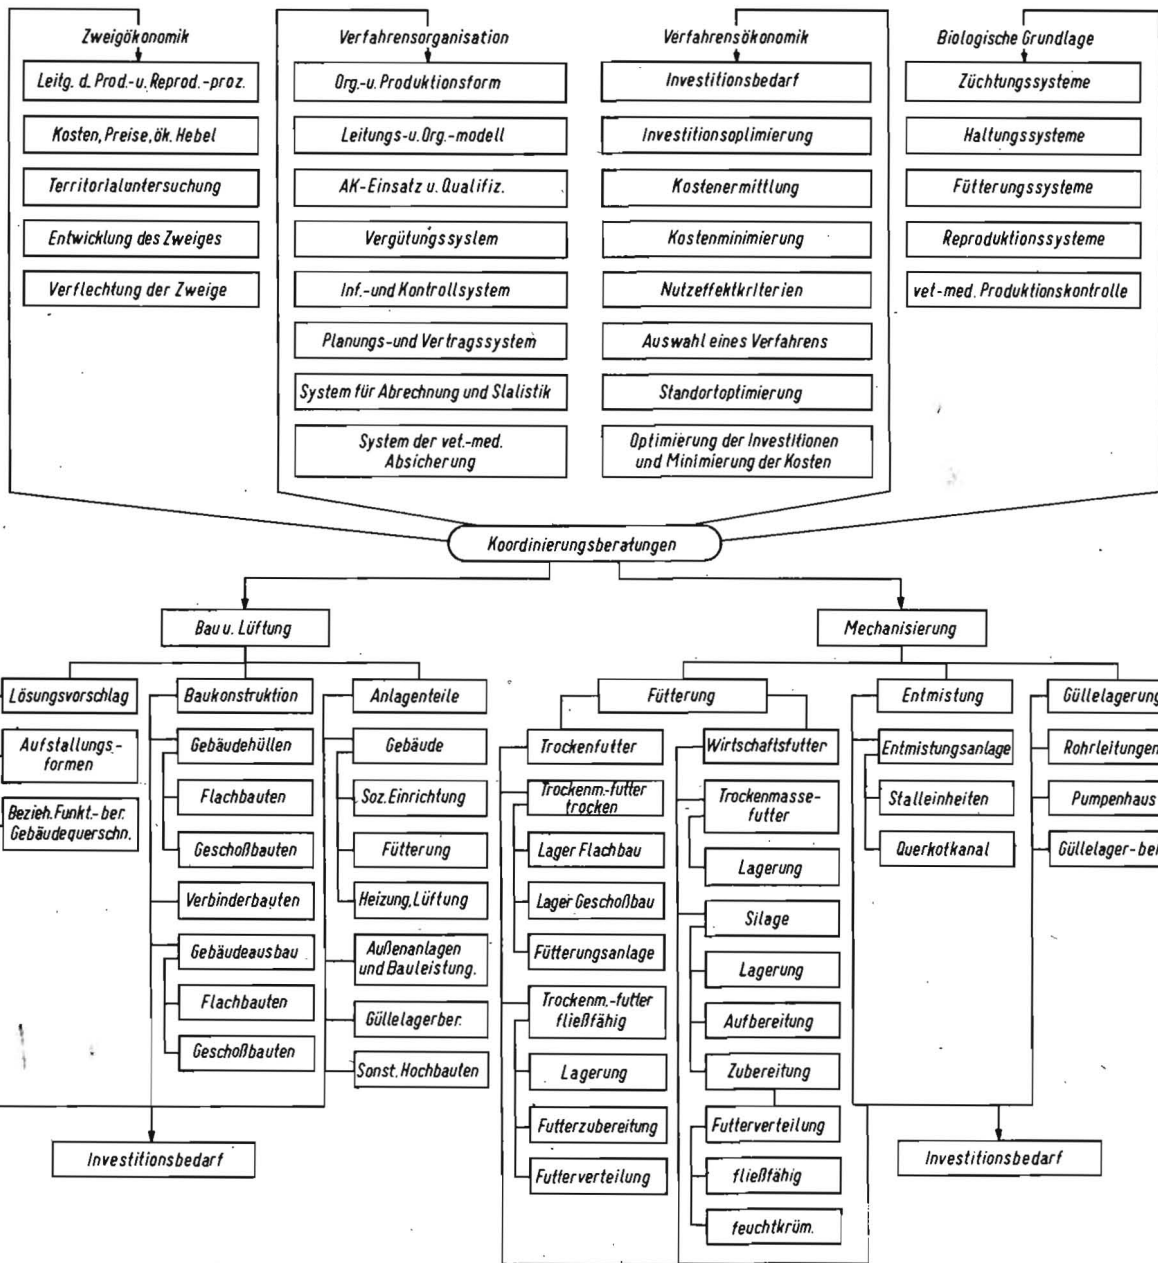 Zweigökonomik
Leitg. d. Prod.-u. Reprod.-proz.
Kosten, Preise, ök. Hebel
Territorialuntersuchung
Entwicklung des Zweiges
Verflechtung der Zweige
Verfahrensorganisation
Org.-u. Produktionsform
Leitungs-u. Org.-modell
AK-Einsatz u. Qualifiz.
Vergütungssystem
Inf.-und Kontrollsystem
Planungs-und Vertragssystem
System für Abrechnung und Slalistik
System der vet.-med.
Absicherung
Verfahrensökonomik
Investitionsbedarf
Investitionsoptimierung
Kostenermittlung
Kostenminimierung
Nutzeffektkriterien
Auswahl eines Verfahrens
Standortoptimierung
Optimierung der Investitionen
und Minimierung der Kosten
Biologische Grundlage
Züchtungssysteme
Haltungssysteme
Fütterungssysteme
Reproduktionssysteme
vet-med. Produktionskontrolle
Koordinierungsberatungen
Bau u. Lüftung
Lösungsvorschlag
Aufstallungs-
formen
Bezieh. Funkt.- ber.
Gebäudequerschn.
Baukonstruktion
Gebäudehüllen
Flachbauten
Geschoßbauten
Verbinderbauten
Gebäudeausbau
Flachbauten
Geschoßbauten
Anlagenteile
Gebäude
Soz. Einrichtung
Fütterung
Heizung, Lüftung
Außenanlagen
und Bauleistung.
Güllelagerber.
Sonst. Hochbauten
Investitionsbedarf
Mechanisierung
Fütterung
Trockenfutter
Trockenm.-futter
trocken
Lager Flachbau
Lager Geschoßbau
Fütterungsanlage
Trockenm.-futter
fließfähig
Lagerung
Futterzubereitung
Futterverteilung
Wirtschaftsfutter
Trockenmasse-
futter
Lagerung
Silage
Lagerung
Aufbereitung
Zubereitung
Futterverteilung
fließfähig
feuchtkrüm.
Entmistung
Entmistungsanlage
Stalleinheiten
Querkotkanal
Güllelagerung
Rohrleitungen
Pumpenhaus
Güllelager-beh
Investitionsbedarf